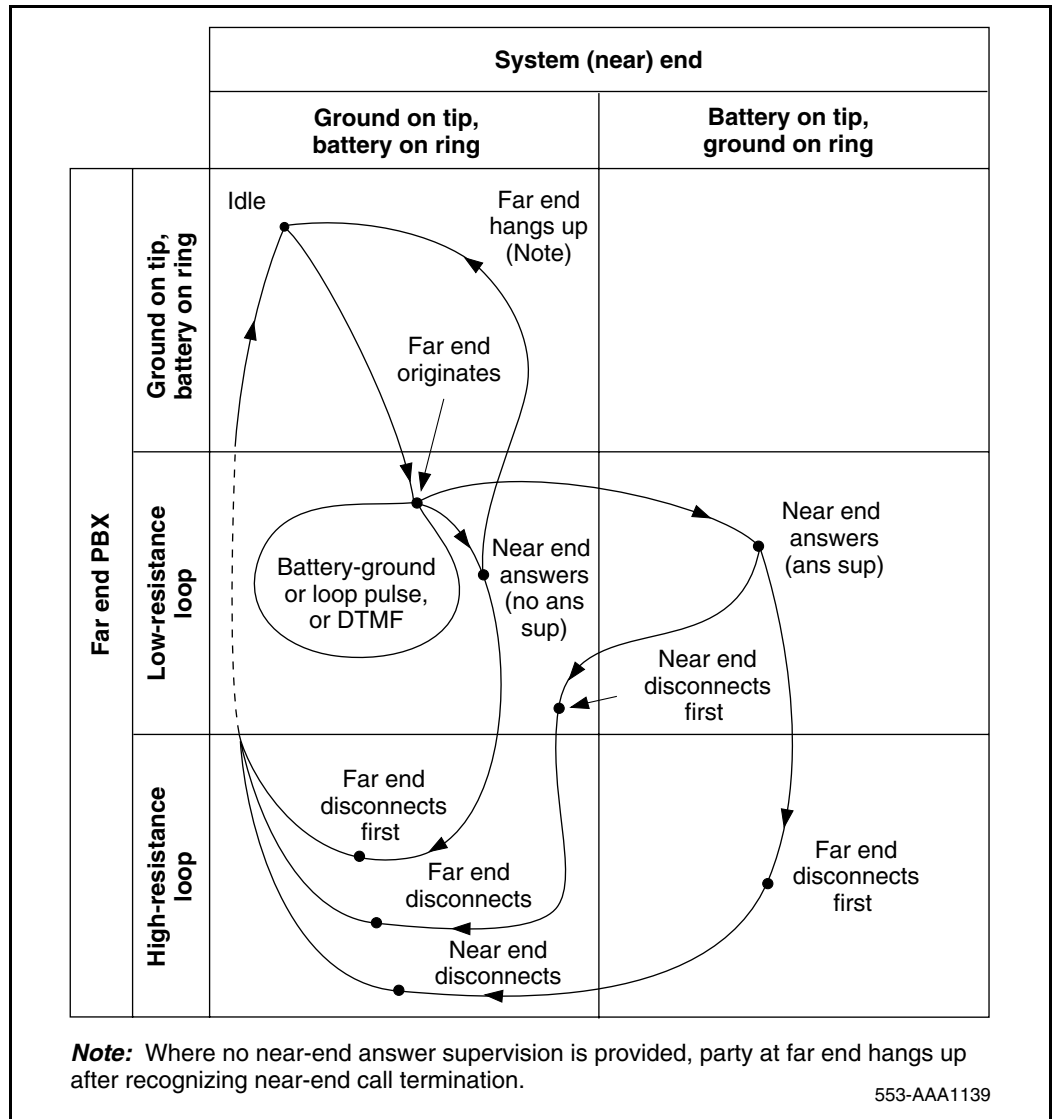 System (near) end
Ground on tip,
battery on ring
Battery on tip,
ground on ring
Far end PBX
Ground on tip,
battery on ring
Idle
Far end
hangs up
(Note)
Far end
originates
Low-resistance
loop
Battery-ground
or loop pulse,
or DTMF
Near end
answers
(no ans
sup)
Near end
answers
(ans sup)
Near end
disconnects
first
High-resistance
loop
Far end
disconnects
first
Far end
disconnects
Near end
disconnects
Far end
disconnects
first
Note: Where no near-end answer supervision is provided, party at far end hangs up
after recognizing near-end call termination.
553-AAA1139